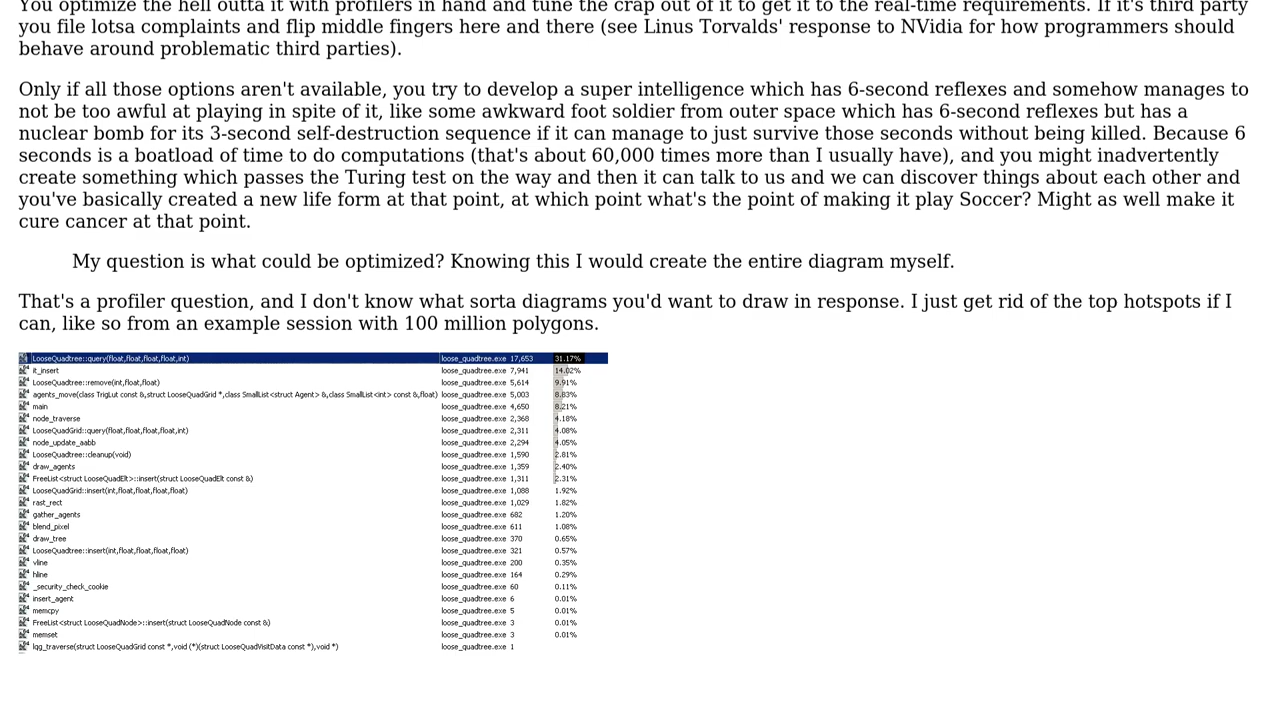 You optimize the hell outta it with profilers in hand and tune the crap out of it to get it to the real-time requirements. If it's third party
you file lotsa complaints and flip middle fingers here and there (see Linus Torvalds' response to NVidia for how programmers should
behave around problematic third parties).
Only if all those options aren't available, you try to develop a super intelligence which has 6-second reflexes and somehow manages to
not be too awful at playing in spite of it, like some awkward foot soldier from outer space which has 6-second reflexes but has a
nuclear bomb for its 3-second self-destruction sequence if it can manage to just survive those seconds without being killed. Because 6
seconds is a boatload of time to do computations (that's about 60,000 times more than I usually have), and you might inadvertently
create something which passes the Turing test on the way and then it can talk to us and we can discover things about each other and
you've basically created a new life form at that point, at which point what's the point of making it play Soccer? Might as well make it
cure cancer at that point.
My question is what could be optimized? Knowing this I would create the entire diagram myself.
That's a profiler question, and I don't know what sorta diagrams you'd want to draw in response. I just get rid of the top hotspots if I
can, like so from an example session with 100 million polygons.
LooseQuadtree::query(float,float,float,float,int) loose_quadtree.exe 17,653 31.17%
it_insert loose_quadtree.exe 7,941 14.02%
LooseQuadtree::remove(int,float,float) loose_quadtree.exe 5,614 9.91%
agents_move(class TrigLut const &,struct LooseQuadGrid *,class SmallList<struct Agent> &,class SmallList<int> const &,float) loose_quadtree.exe 5,003 8.83%
main loose_quadtree.exe 4,650 8.21%
node_traverse loose_quadtree.exe 2,368 4.18%
LooseQuadGrid::query(float,float,float,float,int) loose_quadtree.exe 2,311 4.08%
node_update_aabb loose_quadtree.exe 2,294 4.05%
LooseQuadtree::cleanup(void) loose_quadtree.exe 1,590 2.81%
draw_agents loose_quadtree.exe 1,359 2.40%
FreeList<struct LooseQuadElt>::insert(struct LooseQuadElt const &) loose_quadtree.exe 1,311 2.31%
LooseQuadGrid::insert(int,float,float,float,float) loose_quadtree.exe 1,088 1.92%
rast_rect loose_quadtree.exe 1,029 1.82%
gather_agents loose_quadtree.exe 682 1.20%
blend_pixel loose_quadtree.exe 611 1.08%
draw_tree loose_quadtree.exe 370 0.65%
LooseQuadtree::insert(int,float,float,float,float) loose_quadtree.exe 321 0.57%
vline loose_quadtree.exe 200 0.35%
hline loose_quadtree.exe 164 0.29%
_security_check_cookie loose_quadtree.exe 60 0.11%
insert_agent loose_quadtree.exe 6 0.01%
memcpy loose_quadtree.exe 5 0.01%
FreeList<struct LooseQuadNode>::insert(struct LooseQuadNode const &) loose_quadtree.exe 3 0.01%
memset loose_quadtree.exe 3 0.01%
lqg_traverse(struct LooseQuadGrid const *,void (*)(struct LooseQuadVisitData const *),void *) loose_quadtree.exe 1